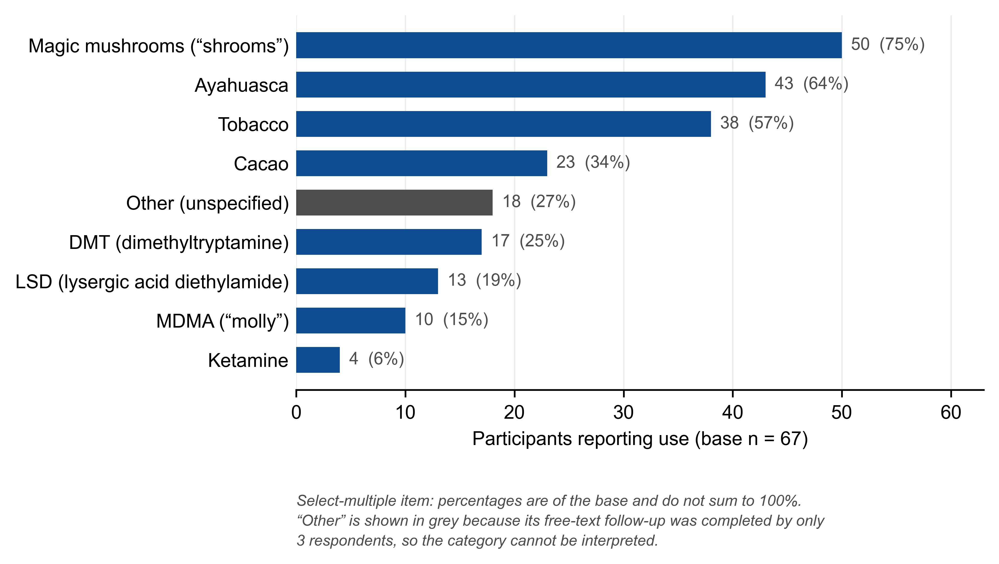 Magic mushrooms (“shrooms”) 50 (75%)
Ayahuasca 43 (64%)
Tobacco 38 (57%)
Cacao 23 (34%)
Other (unspecified) 18 (27%)
DMT (dimethyltryptamine) 17 (25%)
LSD (lysergic acid diethylamide) 13 (19%)
MDMA (“molly”) 10 (15%)
Ketamine 4 (6%)
0 10 20 30 40 50 60
Participants reporting use (base n = 67)
Select-multiple item: percentages are of the base and do not sum to 100%.
“Other” is shown in grey because its free-text follow-up was completed by only
3 respondents, so the category cannot be interpreted.